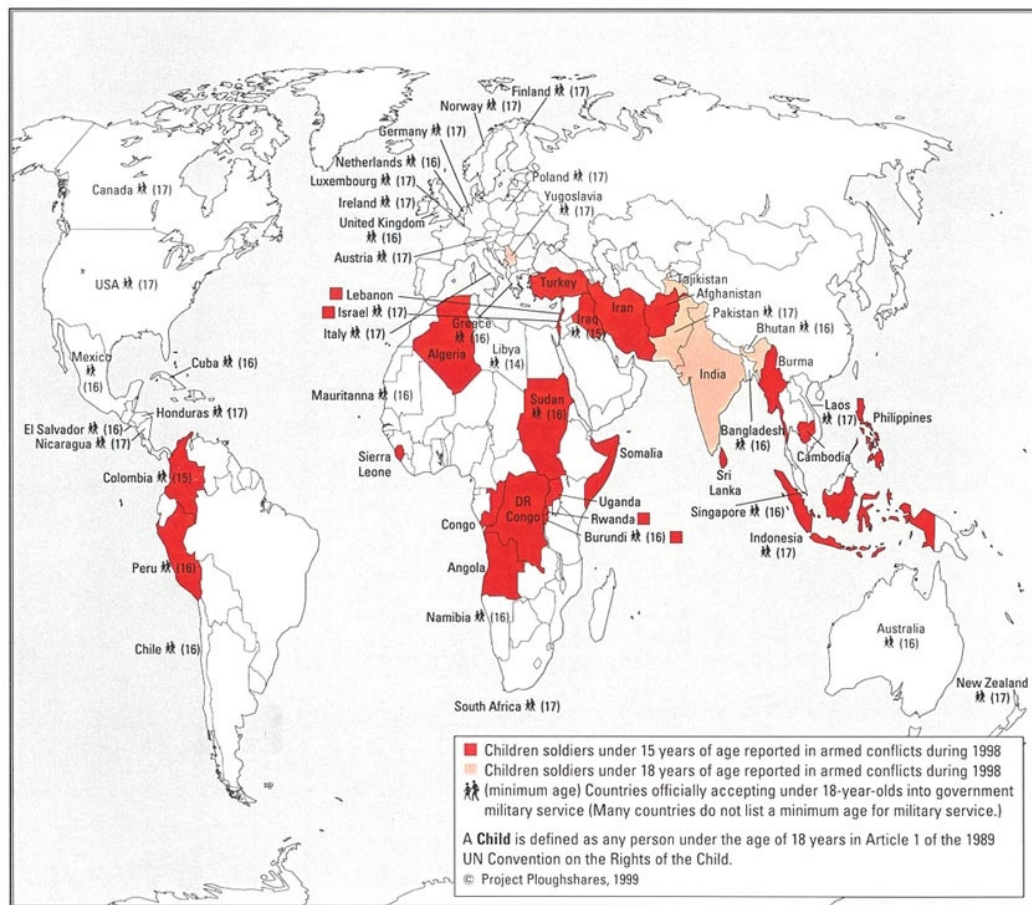 Finland (17)
Norway (17)
Germany (17)
Netherlands (16)
Luxembourg (17)
Ireland (17)
United Kingdom
(16)
Austria (17)
Poland (17)
Yugoslavia
(17)
Canada (17)
USA (17)
Mexico
(16)
Cuba (16)
Honduras (17)
El Salvador (16)
Nicaragua (17)
Colombia (15)
Peru (16)
Chile (16)
Lebanon
Israel (17)
Italy (17)
Greece
(16)
Turkey
Iraq
(15)
Iran
Tajikistan
Afghanistan
Pakistan (17)
Bhutan (16)
Burma
India
Algeria
Libya
(14)
Mauritanna (16)
Sudan
(16)
Sierra
Leone
Somalia
Uganda
Rwanda
Burundi (16)
DR
Congo
Congo
Angola
Namibia (16)
South Africa (17)
Bangladesh
(16)
Laos
(17)
Philippines
Cambodia
Sri
Lanka
Singapore (16)
Indonesia
(17)
Australia
(16)
New Zealand
(17)
Children soldiers under 15 years of age reported in armed conflicts during 1998
Children soldiers under 18 years of age reported in armed conflicts during 1998
(minimum age) Countries officially accepting under 18-year-olds into government
military service (Many countries do not list a minimum age for military service.)
A Child is defined as any person under the age of 18 years in Article 1 of the 1989
UN Convention on the Rights of the Child.
© Project Ploughshares, 1999